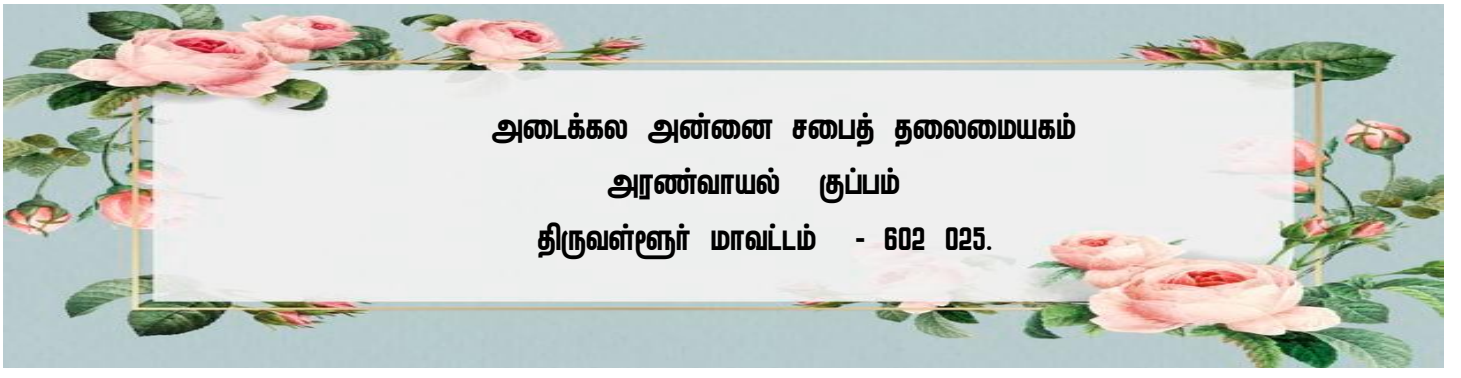 அடைக்கல அன்னை சபைத் தலைமையகம்
அரண்வாயல் குப்பம்
திருவள்ளூர் மாவட்டம் - 602 025.